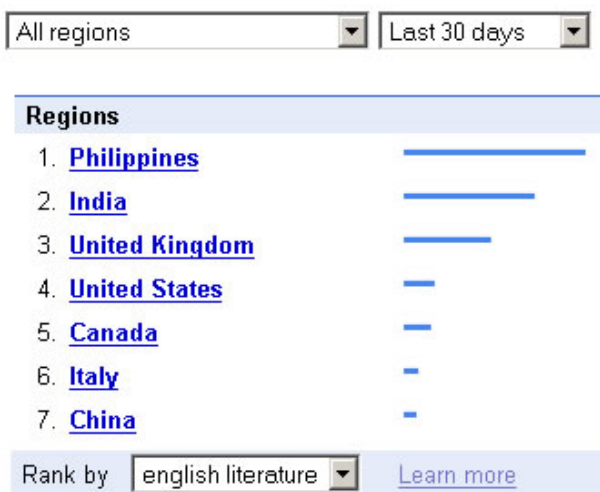 All regions Last 30 days
Regions
1. Philippines
2. India
3. United Kingdom
4. United States
5. Canada
6. Italy
7. China
Rank by english literature Learn more